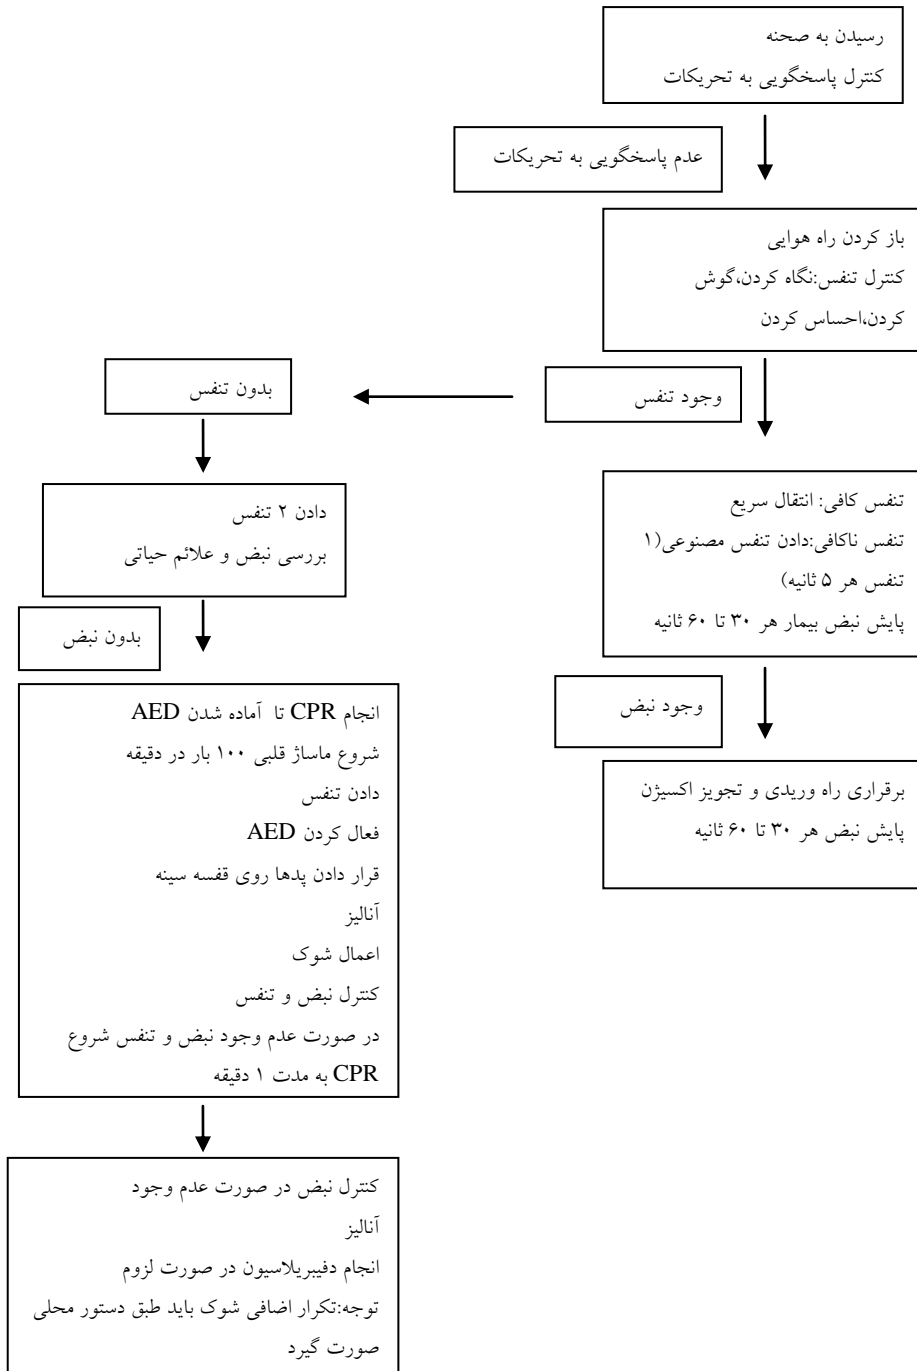 رسیدن به صحنه
کنترل پاسخگویی به تحریکات
عدم پاسخگویی به تحریکات
باز کردن راه هوایی
کنترل تنفس:نگاه کردن،گوش
کردن،احساس کردن
وجود تنفس
بدون تنفس
تنفس کافی: انتقال سریع
تنفس ناکافی:دادن تنفس مصنوعی(۱
تنفس هر ۵ ثانیه)
پایش نبض بیمار هر ۳۰ تا ۶۰ ثانیه
وجود نبض
برقراری راه وریدی و تجویز اکسیژن
پایش نبض هر ۳۰ تا ۶۰ ثانیه
دادن ۲ تنفس
بررسی نبض و علائم حیاتی
بدون نبض
انجام CPR تا آماده شدن AED
شروع ماساژ قلبی ۱۰۰ بار در دقیقه
دادن تنفس
فعال کردن AED
قرار دادن پدها روی قفسه سینه
آنالیز
اعمال شوک
کنترل نبض و تنفس
در صورت عدم وجود نبض و تنفس شروع
CPR به مدت ۱ دقیقه
کنترل نبض در صورت عدم وجود
آنالیز
انجام دفیبریلاسیون در صورت لزوم
توجه:تکرار اضافی شوک باید طبق دستور محلی
صورت گیرد